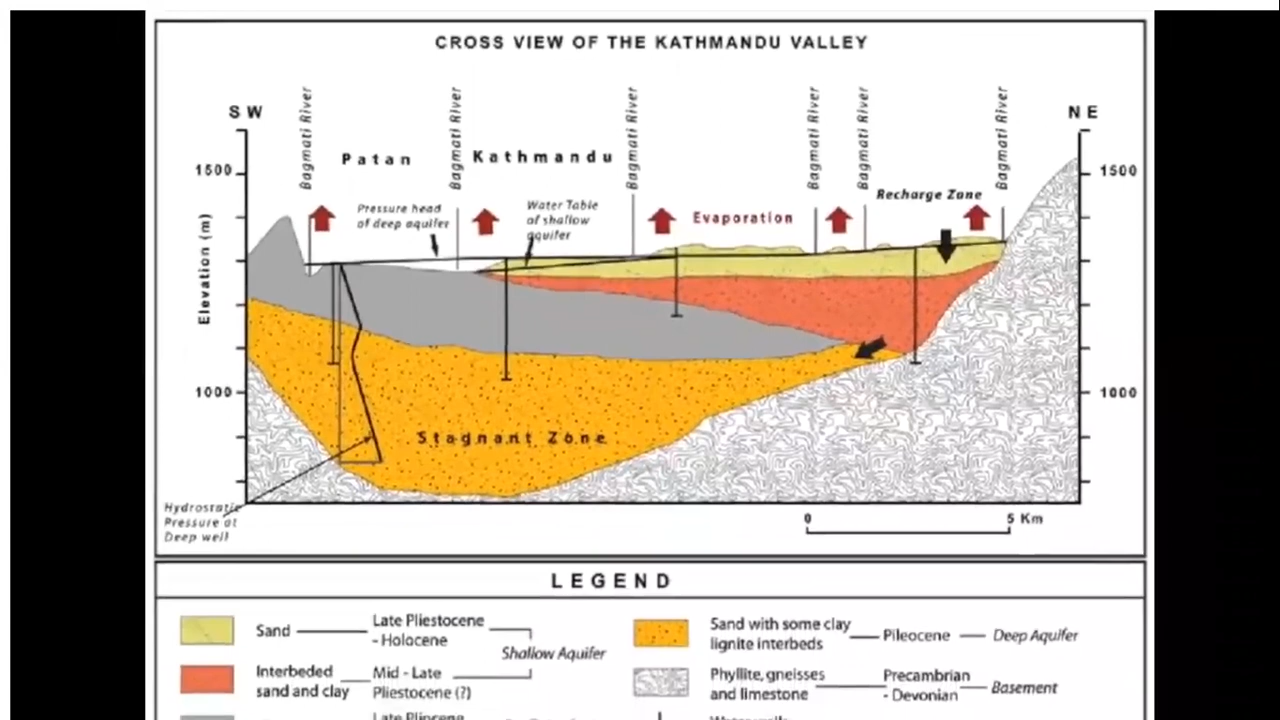 CROSS VIEW OF THE KATHMANDU VALLEY
SW
NE
Bagmati River
Bagmati River
Bagmati River
Bagmati River
Bagmati River
Bagmati River
Patan
Kathmandu
1500
1500
Recharge Zone
Pressure head
of deep aquifer
Water Table
of shallow
aquifer
Evaporation
Elevation (m)
1000
1000
Stagnant Zone
Hydrostatic
Pressure at
Deep well
0
5 Km
LEGEND
Sand
Late Pliestocene
- Holocene
Shallow Aquifer
Interbeded
sand and clay
Mid - Late
Pliestocene (?)
Sand with some clay
lignite interbeds
Pileocene
Deep Aquifer
Phyllite, gneisses
and limestone
Precambrian
- Devonian
Basement
Late Pliocene